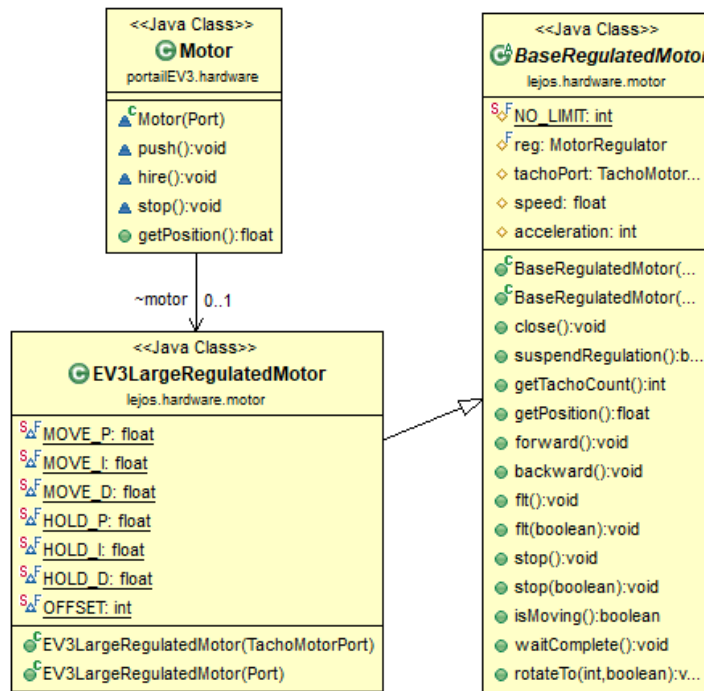 <<Java Class>>
Motor
portailEV3.hardware
Motor(Port)
push():void
hire():void
stop():void
getPosition():float
~motor 0..1
<<Java Class>>
EV3LargeRegulatedMotor
lejos.hardware.motor
MOVE_P: float
MOVE_I: float
MOVE_D: float
HOLD_P: float
HOLD_I: float
HOLD_D: float
OFFSET: int
EV3LargeRegulatedMotor(TachoMotorPort)
EV3LargeRegulatedMotor(Port)
<<Java Class>>
BaseRegulatedMotor
lejos.hardware.motor
NO_LIMIT: int
reg: MotorRegulator
tachoPort: TachoMotor...
speed: float
acceleration: int
BaseRegulatedMotor(...
BaseRegulatedMotor(...
close():void
suspendRegulation():b...
getTachoCount():int
getPosition():float
forward():void
backward():void
flt():void
flt(boolean):void
stop():void
stop(boolean):void
isMoving():boolean
waitComplete():void
rotateTo(int,boolean):v...